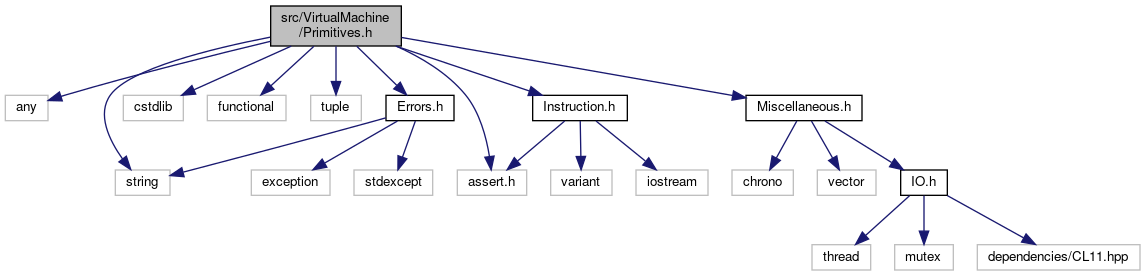 src/VirtualMachine
/Primitives.h
any
cstdlib
functional
tuple
Errors.h
Instruction.h
Miscellaneous.h
string
exception
stdexcept
assert.h
variant
iostream
chrono
vector
IO.h
thread
mutex
dependencies/CL11.hpp